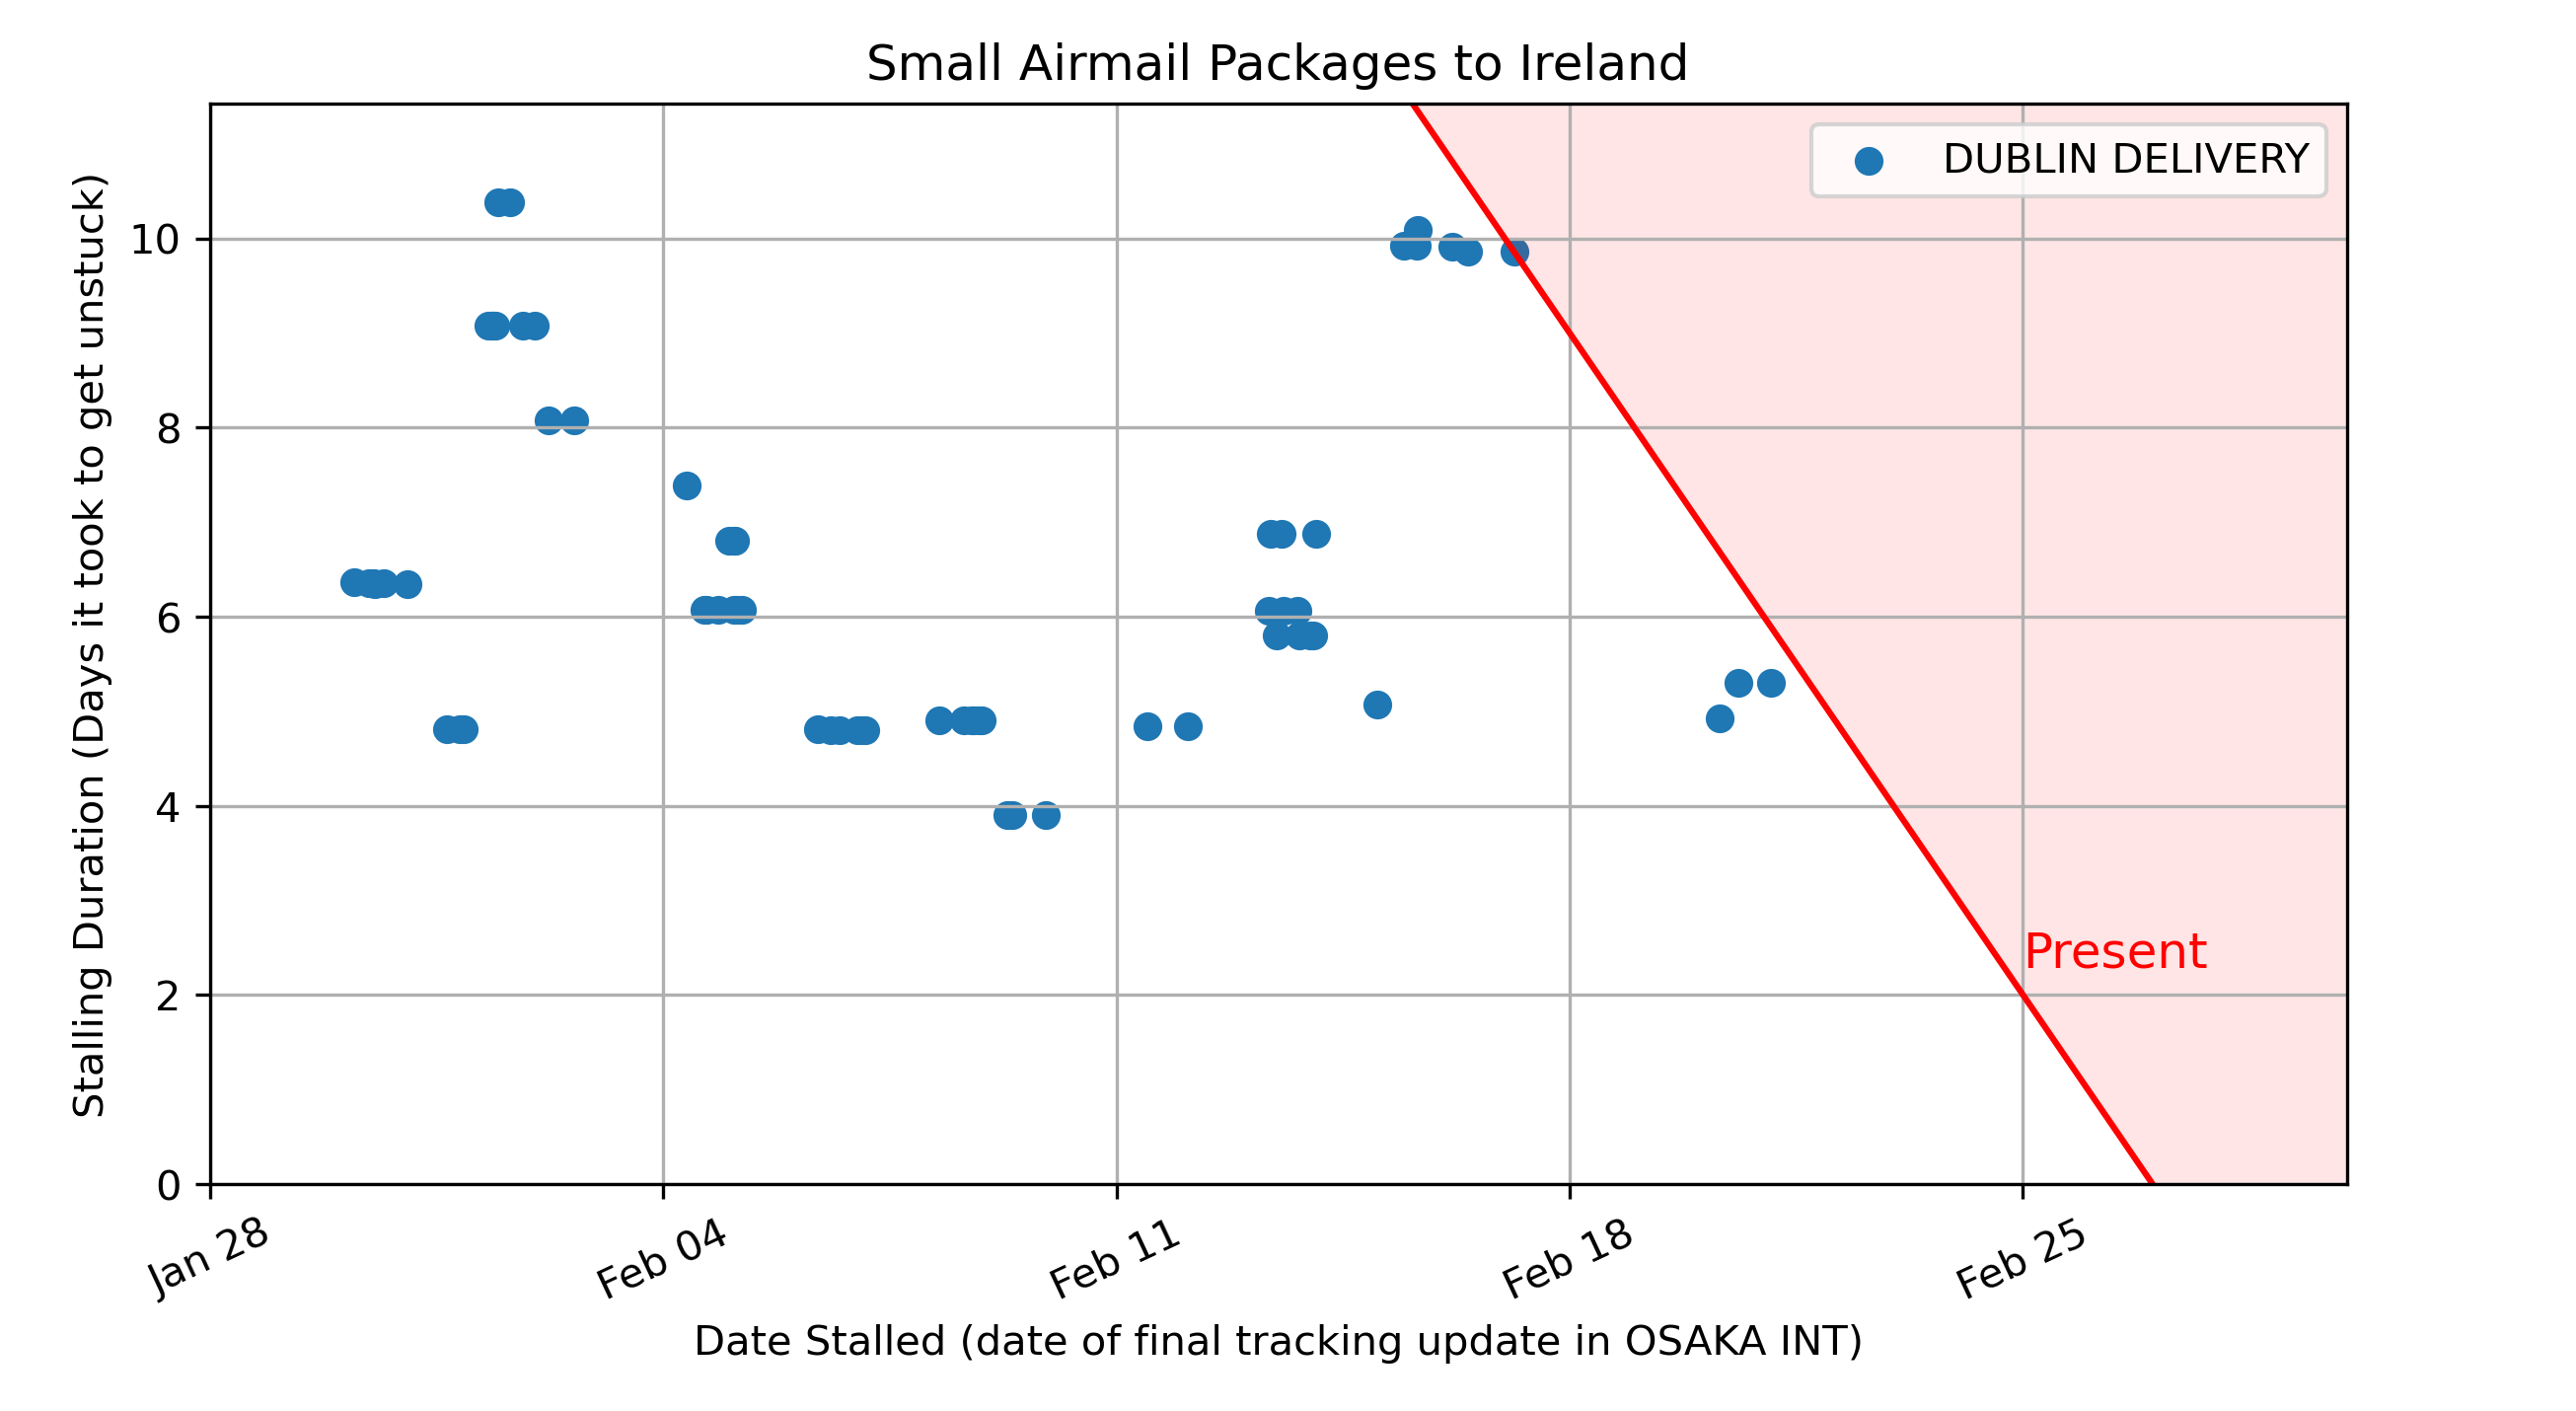 Small Airmail Packages to Ireland
DUBLIN DELIVERY
Stalling Duration (Days it took to get unstuck)
10
8
6
4
2
0
Present
Jan 28
Feb 04
Feb 11
Feb 18
Feb 25
Date Stalled (date of final tracking update in OSAKA INT)